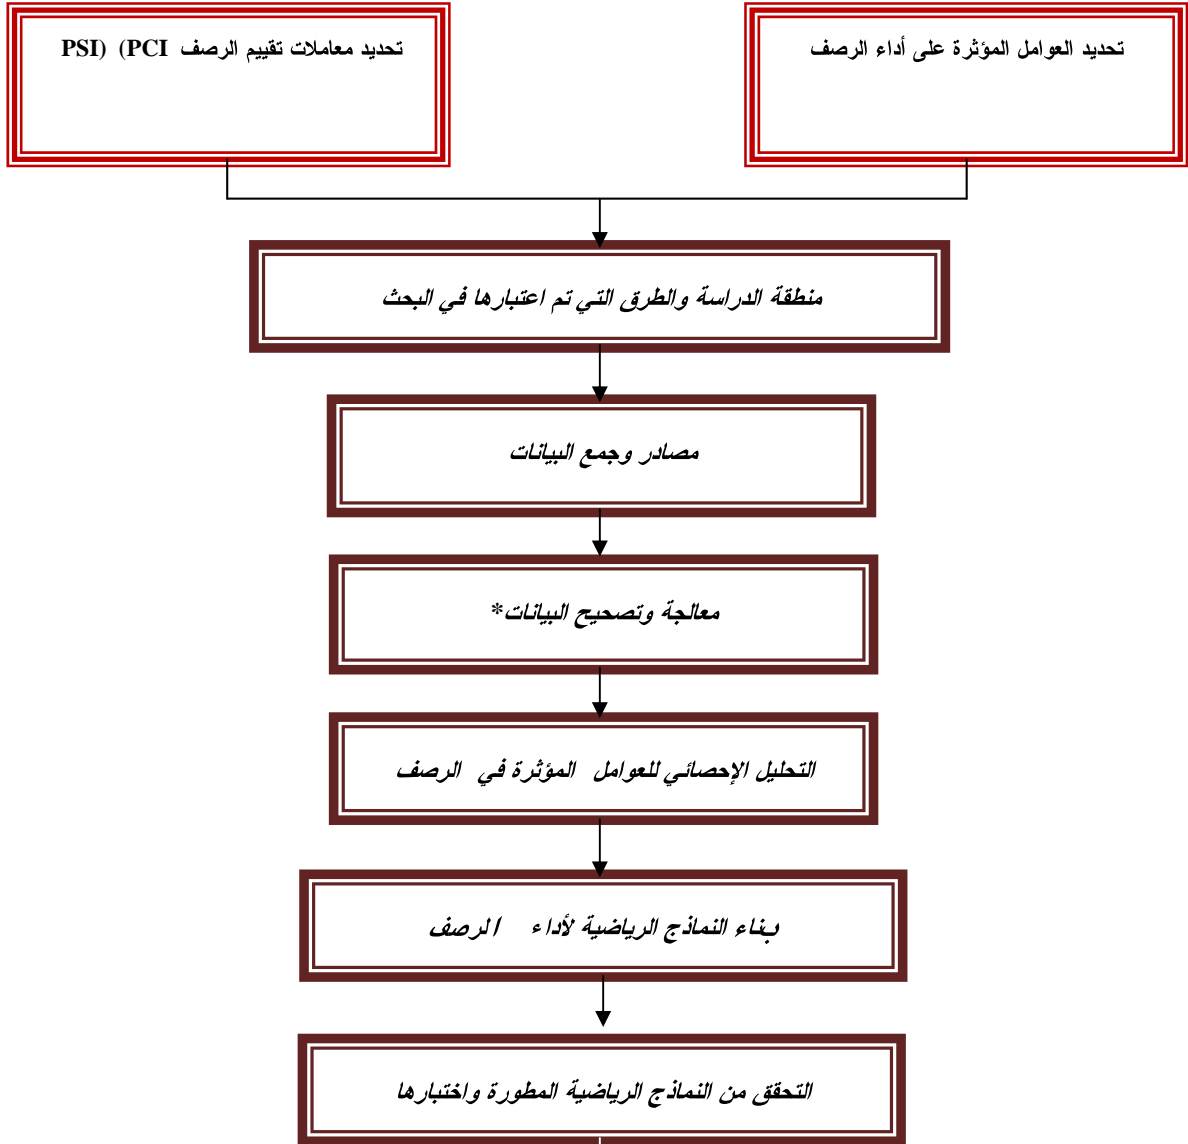 تحديد العوامل المؤثرة على أداء الرصف
تحديد معاملات تقييم الرصف PSI) (PCI
منطقة الدراسة والطرق التي تم اعتبارها في البحث
مصادر وجمع البيانات
معالجة وتصحيح البيانات*
التحليل الإحصائي للعوامل المؤثرة في الرصف
بناء النماذج الرياضية لأداء الرصف
التحقق من النماذج الرياضية المطورة واختبارها